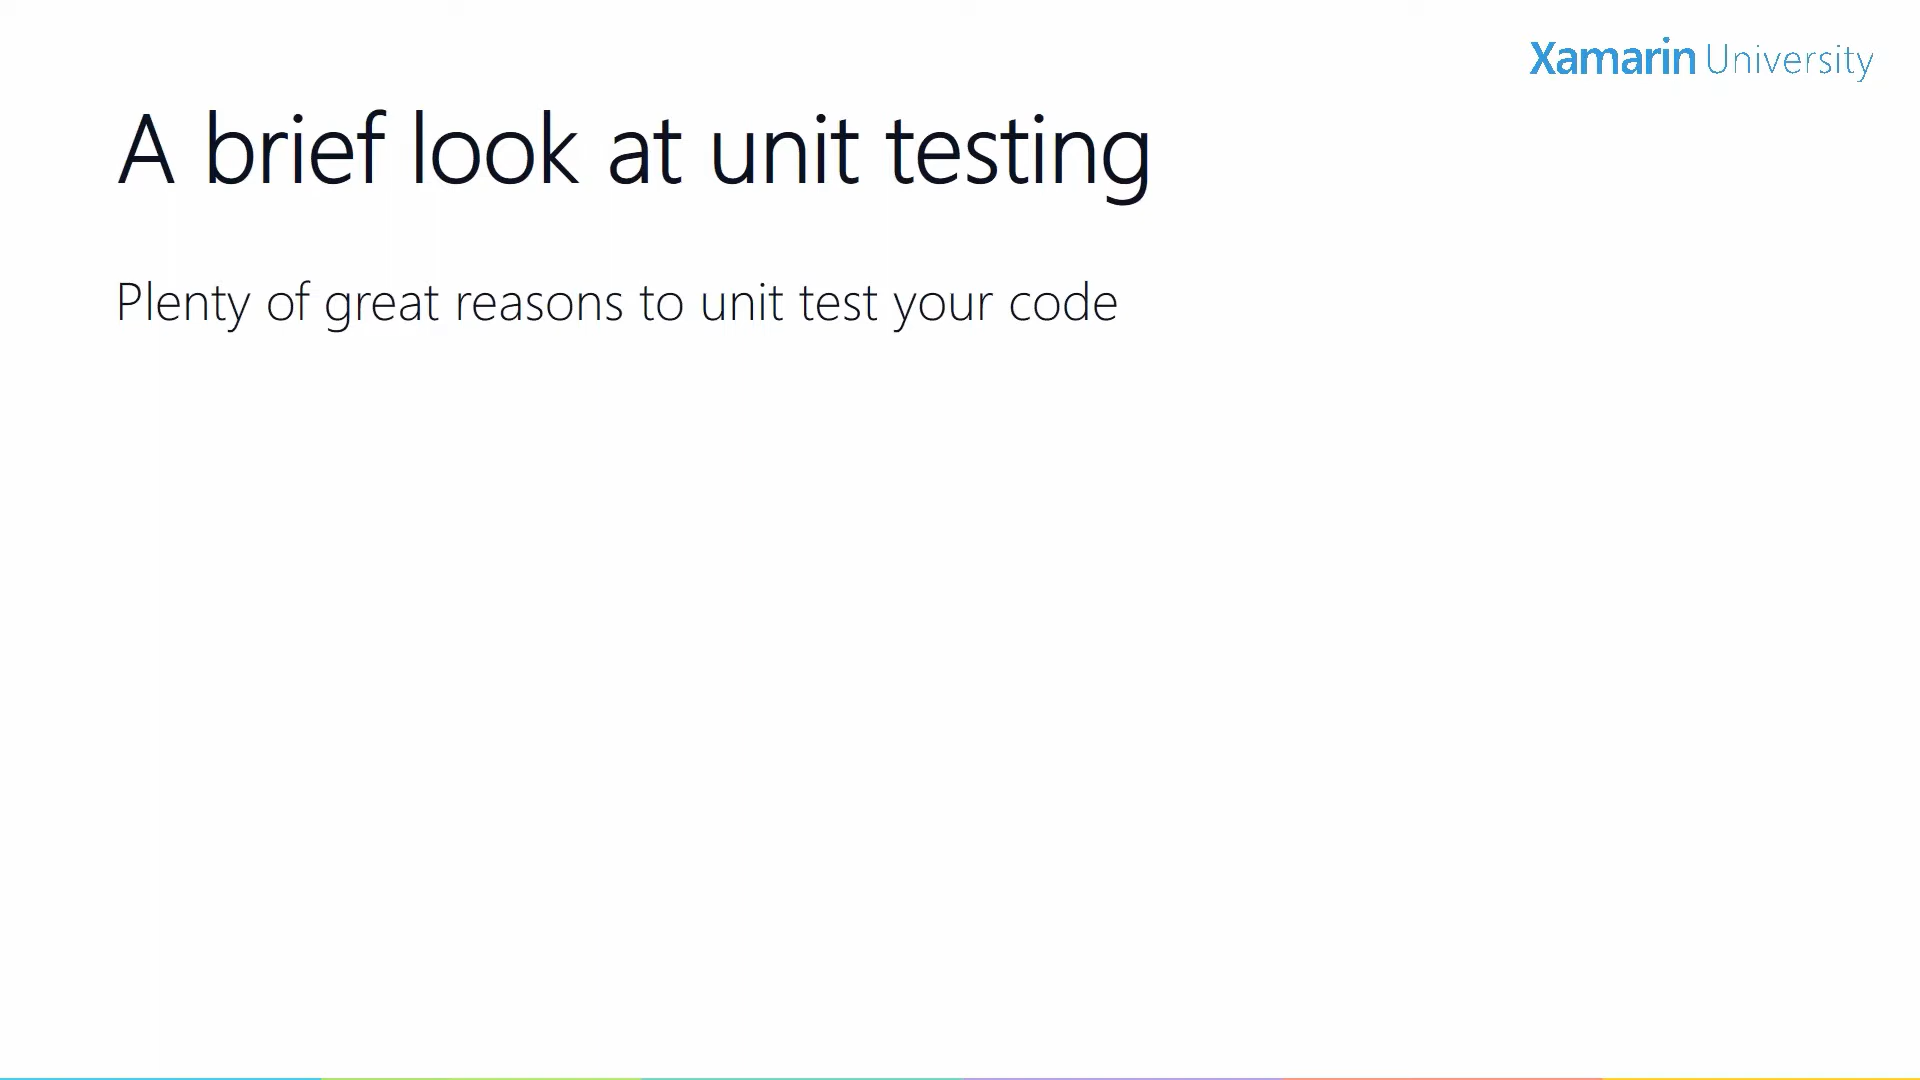 Xamarin University
A brief look at unit testing
Plenty of great reasons to unit test your code